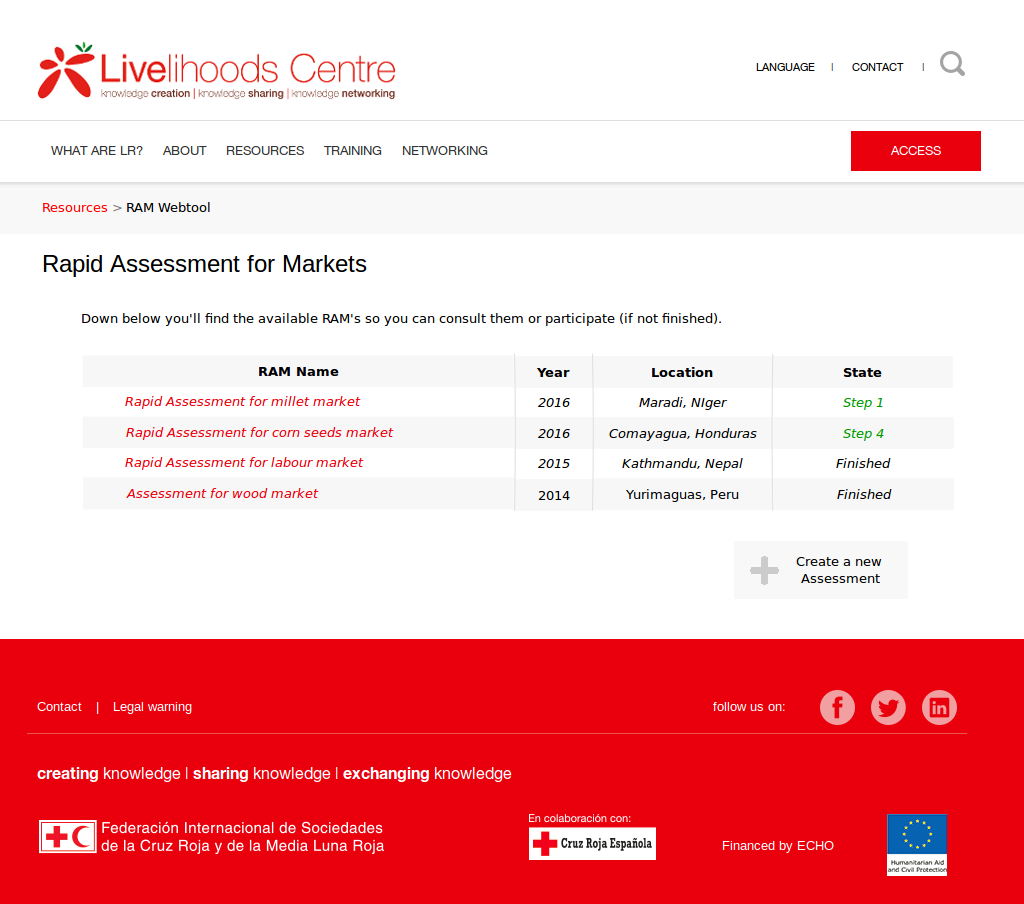 Livelihoods Centre
knowledge creation | knowledge sharing | knowledge networking
LANGUAGE | CONTACT |
WHAT ARE LR? ABOUT RESOURCES TRAINING NETWORKING ACCESS
Resources > RAM Webtool
Rapid Assessment for Markets
Down below you'll find the available RAM's so you can consult them or participate (if not finished).
RAM Name Year Location State
Rapid Assessment for millet market 2016 Maradi, NIger Step 1
Rapid Assessment for corn seeds market 2016 Comayagua, Honduras Step 4
Rapid Assessment for labour market 2015 Kathmandu, Nepal Finished
Assessment for wood market 2014 Yurimaguas, Peru Finished
Create a new
Assessment
Contact | Legal warning follow us on:
creating knowledge | sharing knowledge | exchanging knowledge
Federación Internacional de Sociedades
de la Cruz Roja y de la Media Luna Roja
En colaboración con:
Cruz Roja Española
Financed by ECHO
Humanitarian Aid
and Civil Protection